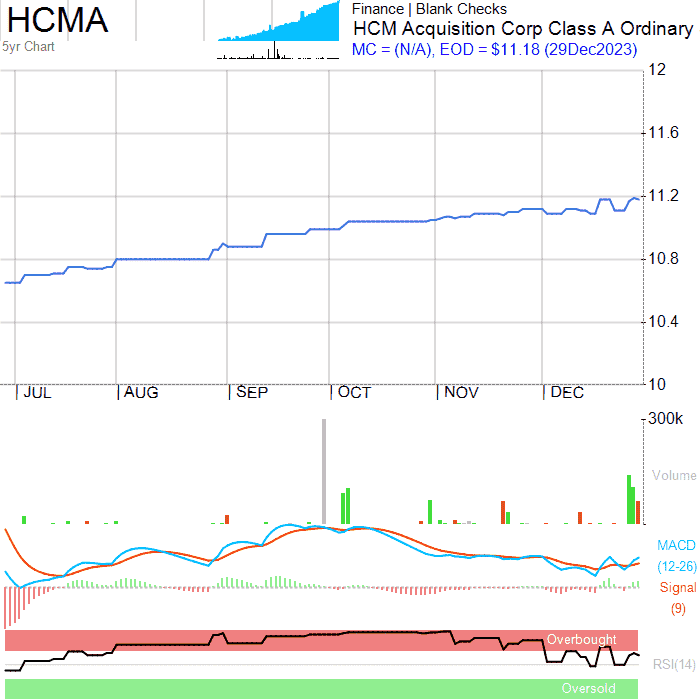 HCMA
5yr Chart
Finance | Blank Checks
HCM Acquisition Corp Class A Ordinary
MC = (N/A), EOD = $11.18 (29Dec2023)
12
11.6
11.2
10.8
10.4
10
| JUL | AUG | SEP | OCT | NOV | DEC
300k
Volume
MACD
(12-26)
Signal
(9)
Overbought
RSI(14)
Oversold